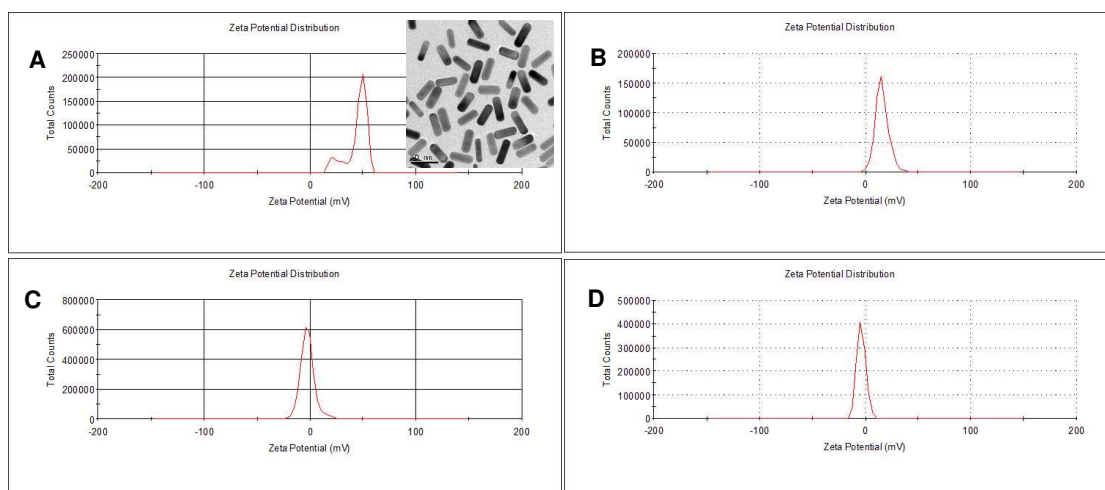 A
Zeta Potential Distribution
Total Counts
250000
200000
150000
100000
50000
0
-200 -100 0 100 200
Zeta Potential (mV)
nm
B
Zeta Potential Distribution
Total Counts
200000
150000
100000
50000
0
-200 -100 0 100 200
Zeta Potential (mV)
C
Zeta Potential Distribution
Total Counts
800000
600000
400000
200000
0
-200 -100 0 100 200
Zeta Potential (mV)
D
Zeta Potential Distribution
Total Counts
500000
400000
300000
200000
100000
0
-200 -100 0 100 200
Zeta Potential (mV)